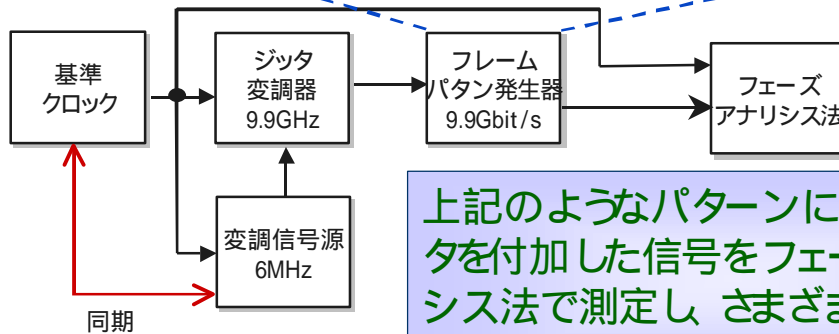 基準
クロック
ジッタ
変調器
9.9GHz
フレーム
パタン発生器
9.9Gbit/s
フェーズ
アナリシス法
変調信号源
6MHz
同期
上記のようなパターンに
タを付加した信号をフェー
シス法で測定し、さまざま